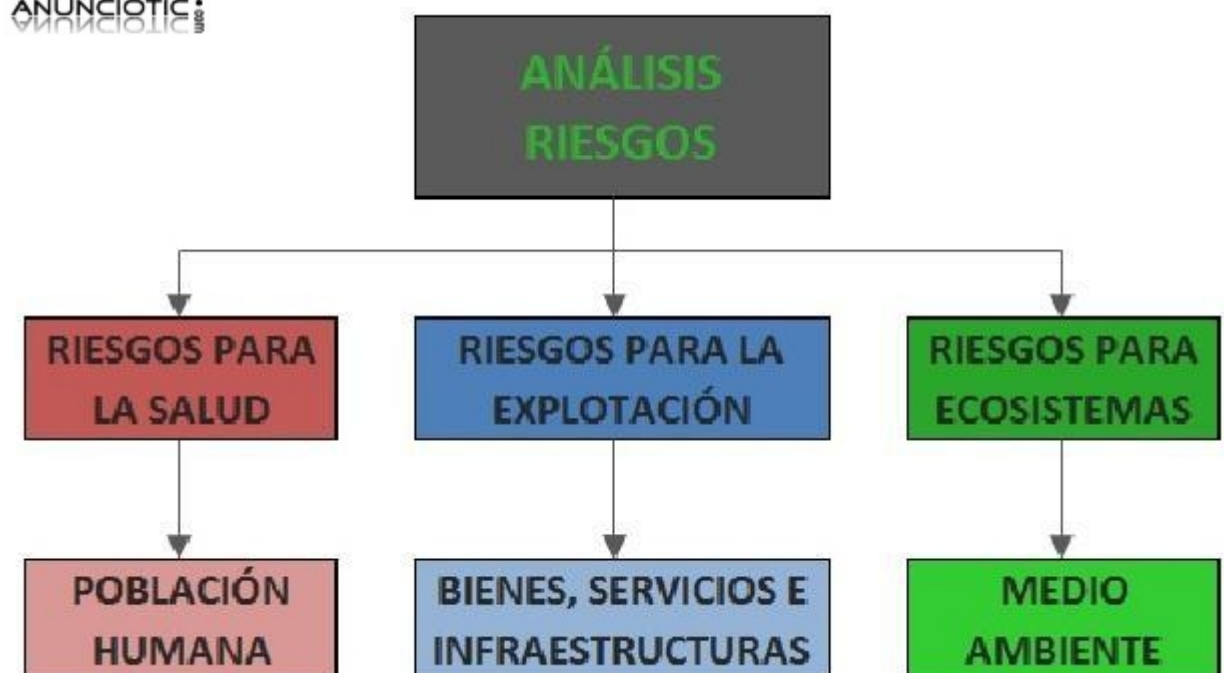 ANUNCIOTIC.com
ANÁLISIS
RIESGOS
RIESGOS PARA
LA SALUD
RIESGOS PARA LA
EXPLOTACIÓN
RIESGOS PARA
ECOSISTEMAS
POBLACIÓN
HUMANA
BIENES, SERVICIOS E
INFRAESTRUCTURAS
MEDIO
AMBIENTE